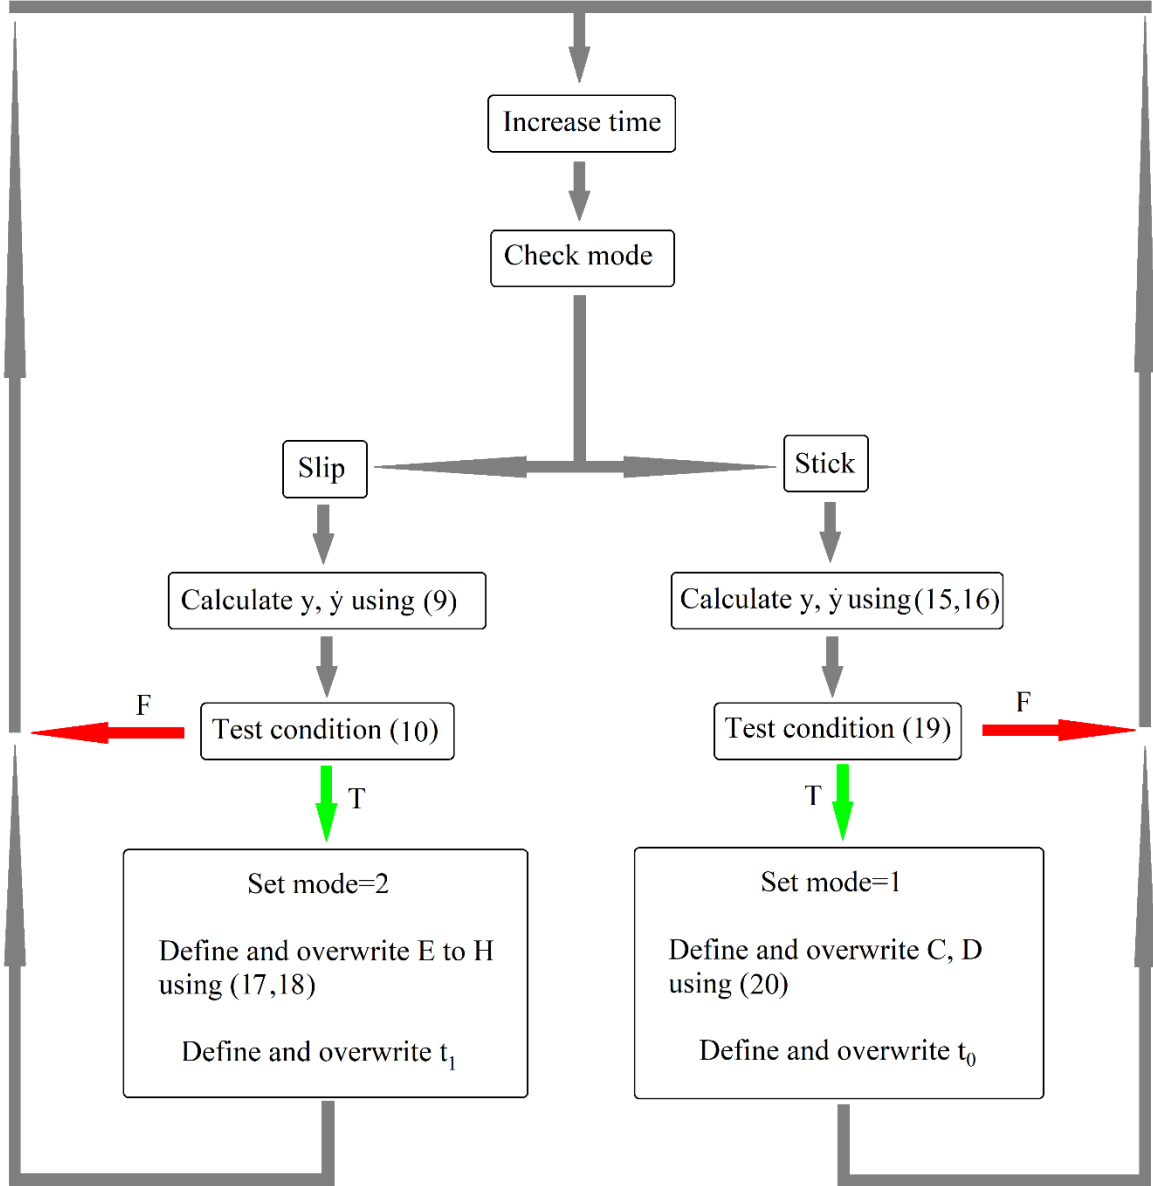 Increase time
Check mode
Slip
Stick
Calculate y, ẏ using (9)
Calculate y, ẏ using(15,16)
F
Test condition (10)
Test condition (19)
F
T
T
Set mode=2
Define and overwrite E to H
using (17,18)
Define and overwrite t₁
Set mode=1
Define and overwrite C, D
using (20)
Define and overwrite t₀